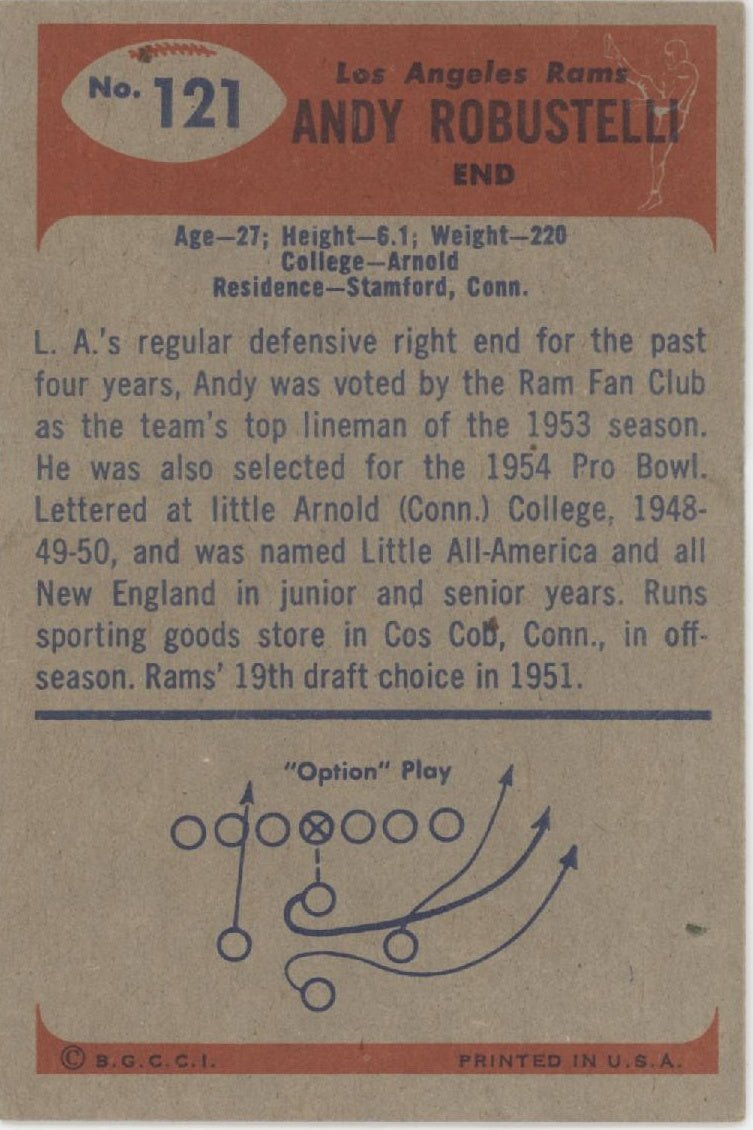 No. 121
Los Angeles Rams
ANDY ROBUSTELLI
END
Age—27; Height—6.1; Weight—220
College—Arnold
Residence—Stamford, Conn.
L. A.'s regular defensive right end for the past
four years, Andy was voted by the Ram Fan Club
as the team's top lineman of the 1953 season.
He was also selected for the 1954 Pro Bowl.
Lettered at little Arnold (Conn.) College, 1948-
49-50, and was named Little All-America and all
New England in junior and senior years. Runs
sporting goods store in Cos Cob, Conn., in off-
season. Rams' 19th draft choice in 1951.
"Option" Play
© B.G.C.C.I.
PRINTED IN U.S.A.